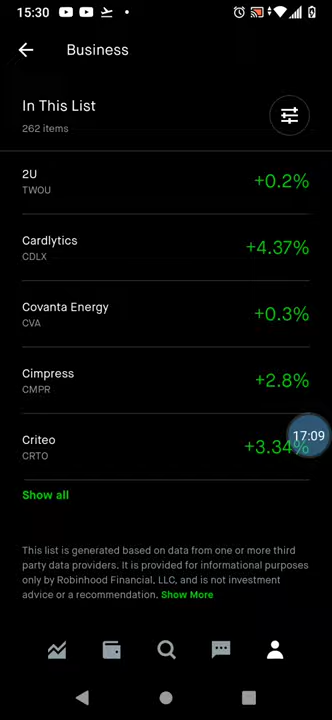 15:30
Business
In This List
262 items
2U
TWOU
+0.2%
Cardlytics
CDLX
+4.37%
Covanta Energy
CVA
+0.3%
Cimpress
CMPR
+2.8%
Criteo
CRTO
+3.34%
17:09
Show all
This list is generated based on data from one or more third
party data providers. It is provided for informational purposes
only by Robinhood Financial, LLC, and is not investment
advice or a recommendation. Show More